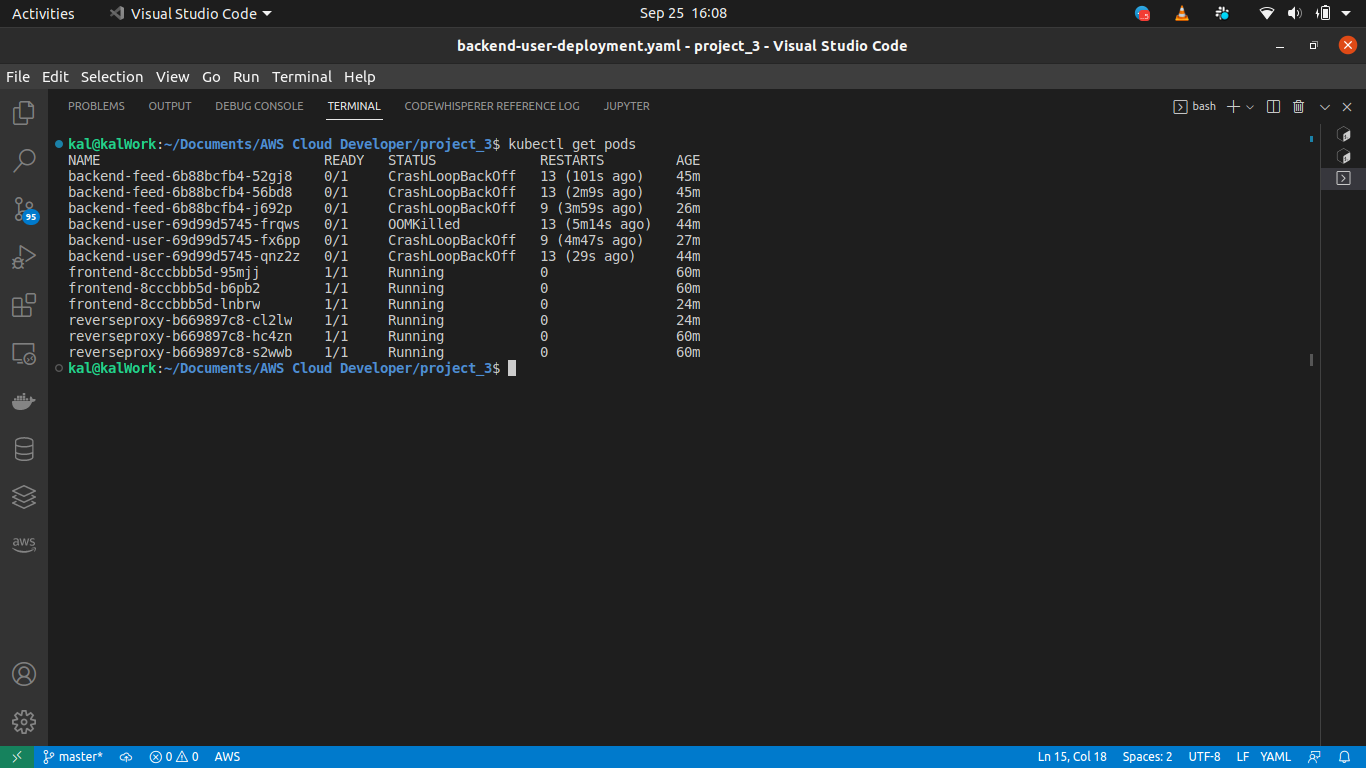 Activities Visual Studio Code Sep 25 16:08
backend-user-deployment.yaml - project_3 - Visual Studio Code
File Edit Selection View Go Run Terminal Help
PROBLEMS OUTPUT DEBUG CONSOLE TERMINAL CODEWHISPERER REFERENCE LOG JUPYTER bash
kal@kalWork:~/Documents/AWS Cloud Developer/project_3$ kubectl get pods
NAME READY STATUS RESTARTS AGE
backend-feed-6b88bcfb4-52gj8 0/1 CrashLoopBackOff 13 (101s ago) 45m
backend-feed-6b88bcfb4-56bd8 0/1 CrashLoopBackOff 13 (2m9s ago) 45m
backend-feed-6b88bcfb4-j692p 0/1 CrashLoopBackOff 9 (3m59s ago) 26m
backend-user-69d99d5745-frqws 0/1 OOMKilled 13 (5m14s ago) 44m
backend-user-69d99d5745-fx6pp 0/1 CrashLoopBackOff 9 (4m47s ago) 27m
backend-user-69d99d5745-qnz2z 0/1 CrashLoopBackOff 13 (29s ago) 44m
frontend-8cccbbb5d-95mjj 1/1 Running 0 60m
frontend-8cccbbb5d-b6pb2 1/1 Running 0 60m
frontend-8cccbbb5d-lnbrw 1/1 Running 0 24m
reverseproxy-b669897c8-cl2lw 1/1 Running 0 24m
reverseproxy-b669897c8-hc4zn 1/1 Running 0 60m
reverseproxy-b669897c8-s2wwb 1/1 Running 0 60m
kal@kalWork:~/Documents/AWS Cloud Developer/project_3$
95
aws
master* 0 0 AWS Ln 15, Col 18 Spaces: 2 UTF-8 LF YAML